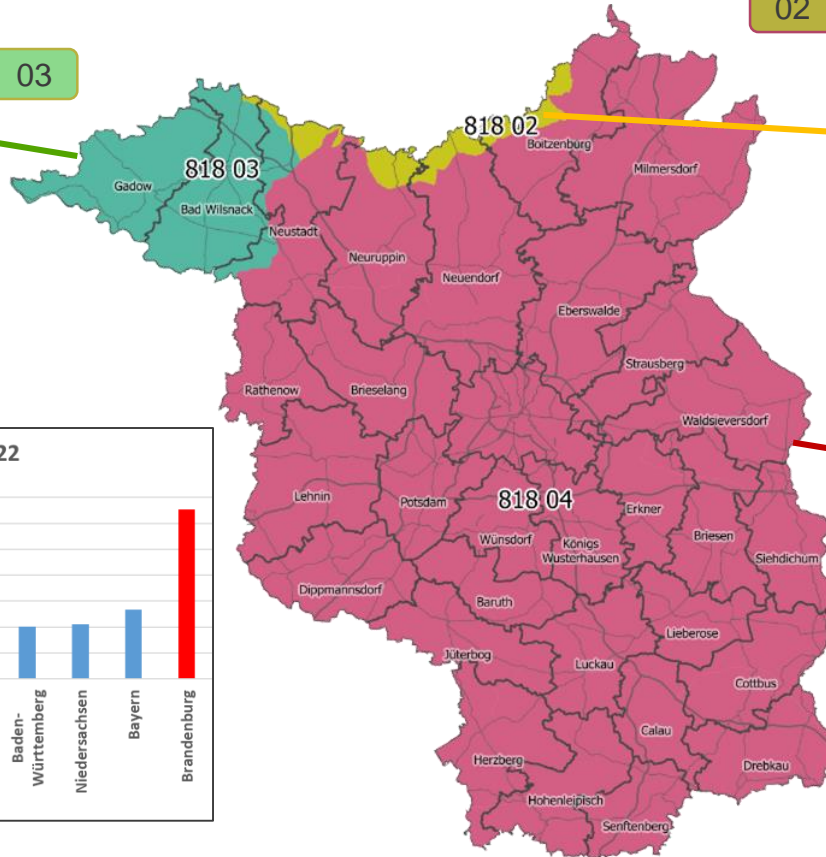 02
03
818 02
Boitzenburg
818 03
Milmersdorf
Gadow
Bad Wilsnack
Neustadt
Neuruppin
Neuendorf
Eberswalde
Strausberg
Rathenow
Brieselang
Waldsieversdorf
22
Lehnin
Potsdam
818 04
Erkner
Wünsdorf
Königs
Wusterhausen
Briesen
Siehdichum
Dippmannsdorf
Baruth
Lieberose
Jüterbog
Luckau
Cottbus
Baden-
Württemberg
Niedersachsen
Bayern
Brandenburg
Calau
Herzberg
Drebkau
Hohenleipisch
Senftenberg